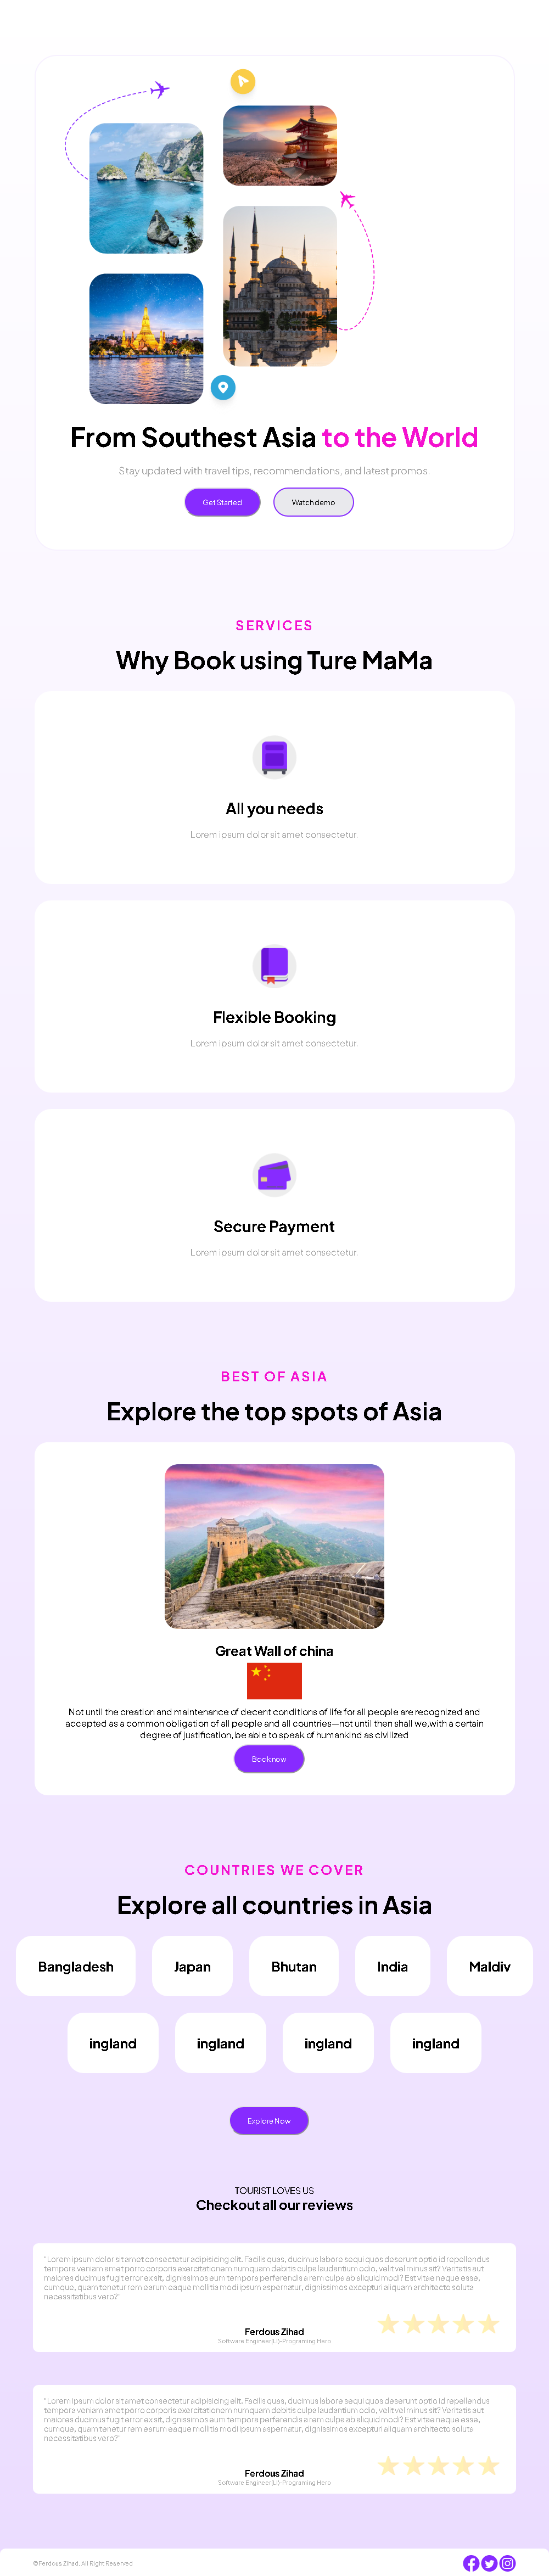 From Southest Asia to the World
Stay updated with travel tips, recommendations, and latest promos.
Get Started
Watch demo
SERVICES
Why Book using Ture MaMa
All you needs
Lorem ipsum dolor sit amet consectetur.
Flexible Booking
Lorem ipsum dolor sit amet consectetur.
Secure Payment
Lorem ipsum dolor sit amet consectetur.
BEST OF ASIA
Explore the top spots of Asia
Great Wall of china
Not until the creation and maintenance of decent conditions of life for all people are recognized and
accepted as a common obligation of all people and all countries—not until then shall we,with a certain
degree of justification, be able to speak of humankind as civilized
Book now
COUNTRIES WE COVER
Explore all countries in Asia
Bangladesh
Japan
Bhutan
India
Maldiv
ingland
ingland
ingland
ingland
Explore Now
TOURIST LOVES US
Checkout all our reviews
"Lorem ipsum dolor sit amet consectetur adipisicing elit. Facilis quas, ducimus labore sequi quos deserunt optio id repellendus
tempora veniam amet porro corporis exercitationem numquam debitis culpa laudantium odio, velit vel minus sit? Veritatis aut
maiores ducimus fugit error ex sit, dignissimos eum tempora perferendis a rem culpa ab aliquid modi? Est vitae neque esse,
cumque, quam tenetur rem earum eaque mollitia modi ipsum aspernatur, dignissimos excepturi aliquam architecto soluta
necessitatibus vero?"
Ferdous Zihad
Software Engineer(L1)-Programing Hero
"Lorem ipsum dolor sit amet consectetur adipisicing elit. Facilis quas, ducimus labore sequi quos deserunt optio id repellendus
tempora veniam amet porro corporis exercitationem numquam debitis culpa laudantium odio, velit vel minus sit? Veritatis aut
maiores ducimus fugit error ex sit, dignissimos eum tempora perferendis a rem culpa ab aliquid modi? Est vitae neque esse,
cumque, quam tenetur rem earum eaque mollitia modi ipsum aspernatur, dignissimos excepturi aliquam architecto soluta
necessitatibus vero?"
Ferdous Zihad
Software Engineer(L1)-Programing Hero
©Ferdous Zihad. All Right Reserved